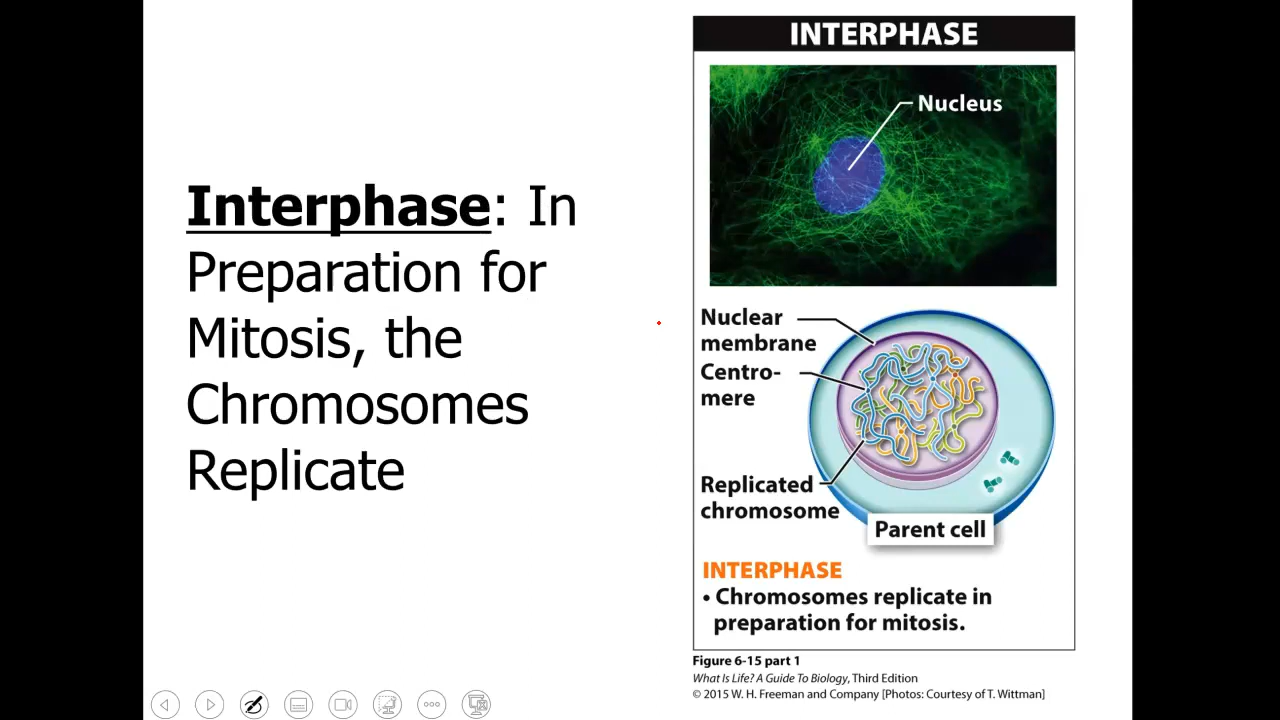 Interphase: In
Preparation for
Mitosis, the
Chromosomes
Replicate
INTERPHASE
Nucleus
Nuclear
membrane
Centro-
mere
Replicated
chromosome
Parent cell
INTERPHASE
• Chromosomes replicate in
preparation for mitosis.
Figure 6-15 part 1
What Is Life? A Guide To Biology, Third Edition
© 2015 W. H. Freeman and Company [Photos: Courtesy of T. Wittman]